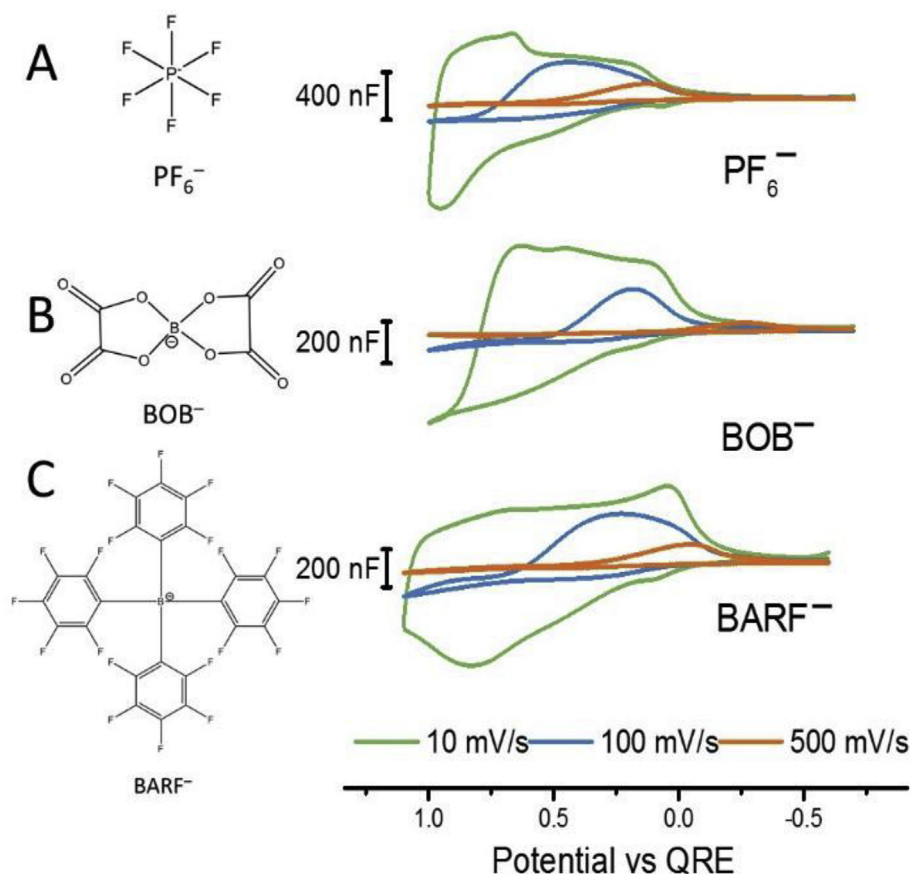 A
F
F
F
P-
F
F
F
PF6−
400 nF
PF6−
B
O
O
O
O
B
⊖
O
O
O
O
BOB−
200 nF
BOB−
C
F
F
F
F
F
F
F
F
F
F
B
⊖
F
F
F
F
F
F
F
F
F
F
BARF−
200 nF
BARF−
10 mV/s 100 mV/s 500 mV/s
1.0 0.5 0.0 -0.5
Potential vs QRE